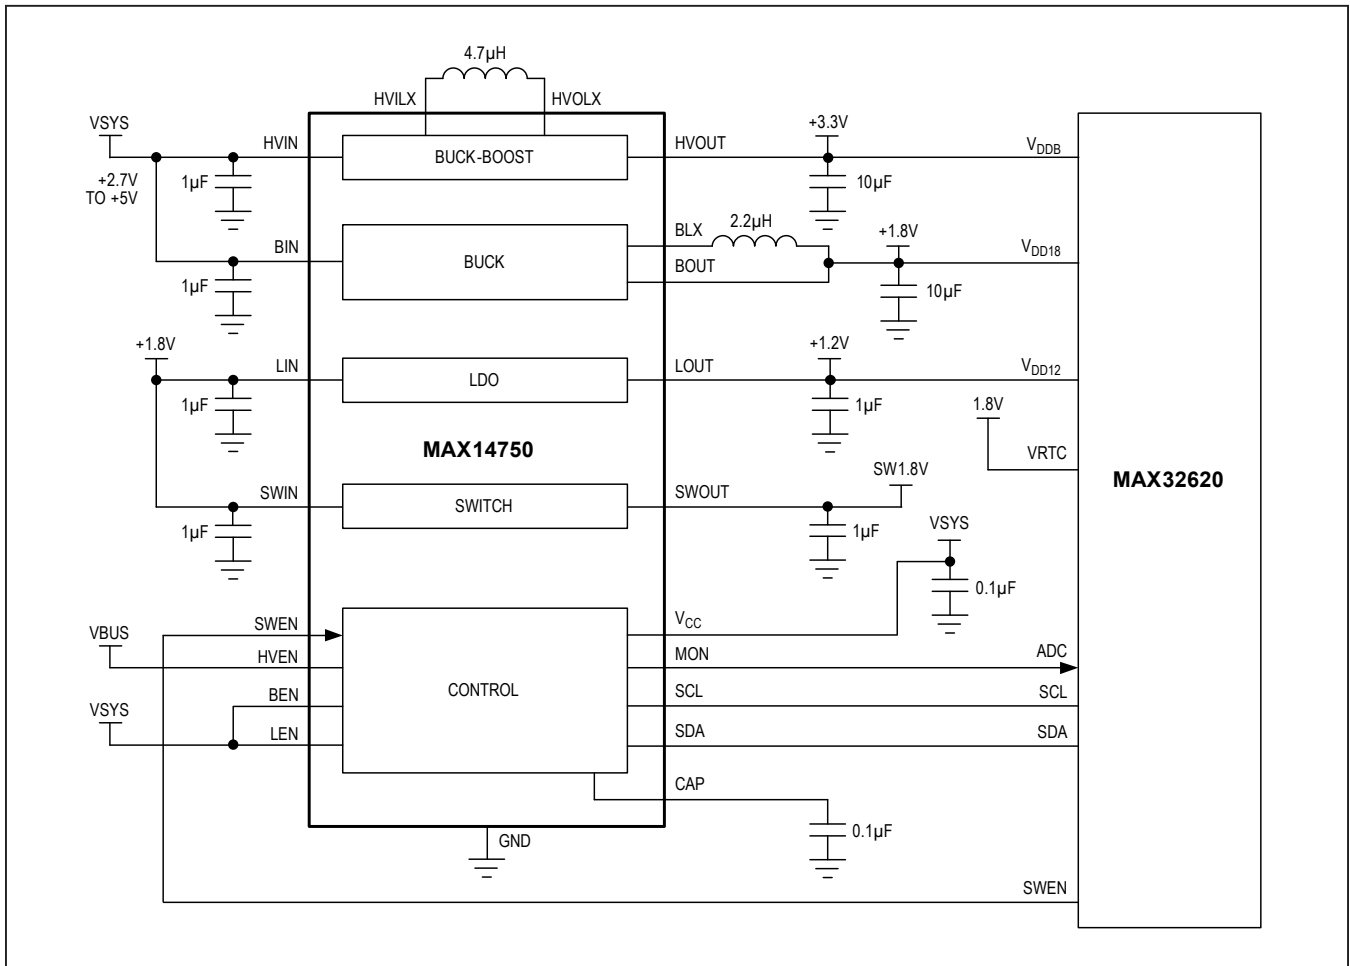 4.7µH
HVILX
HVOLX
VSYS
HVIN
BUCK-BOOST
HVOUT
+3.3V
VDDB
+2.7V
TO +5V
1µF
10µF
BIN
BUCK
BLX
2.2µH
BOUT
+1.8V
VDD18
1µF
10µF
+1.8V
LIN
LDO
LOUT
+1.2V
VDD12
1µF
1µF
1.8V
MAX14750
VRTC
MAX32620
SWIN
SWITCH
SWOUT
SW1.8V
1µF
1µF
VSYS
0.1µF
VBUS
SWEN
HVEN
VSYS
BEN
LEN
CONTROL
VCC
MON
ADC
SCL
SCL
SDA
SDA
CAP
0.1µF
GND
SWEN